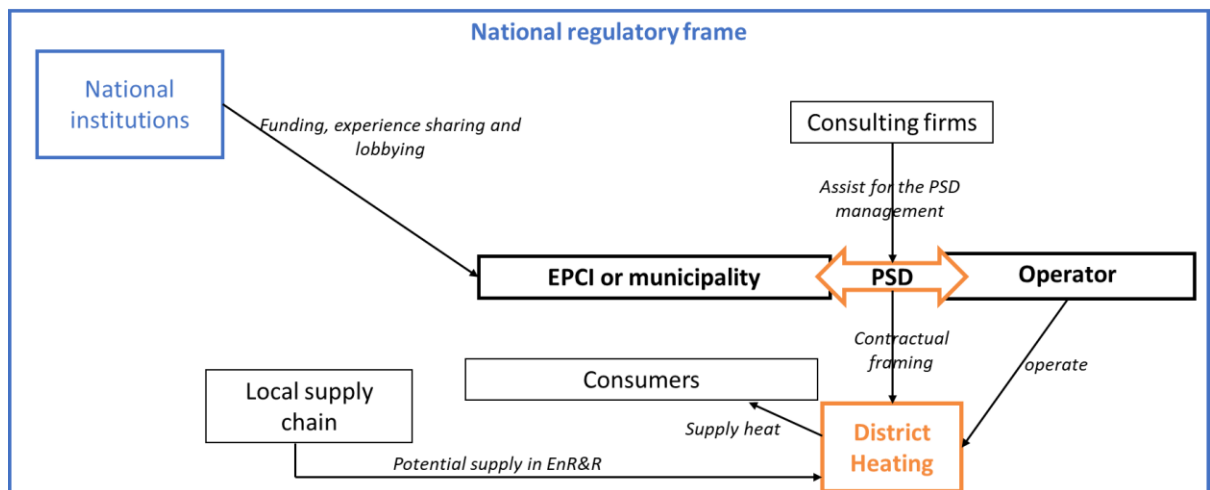 National regulatory frame
National
institutions
Funding, experience sharing and
lobbying
Consulting firms
Assist for the PSD
management
EPCI or municipality
PSD
Operator
Contractual
framing
operate
Consumers
Local supply
chain
Supply heat
District
Heating
Potential supply in EnR&R